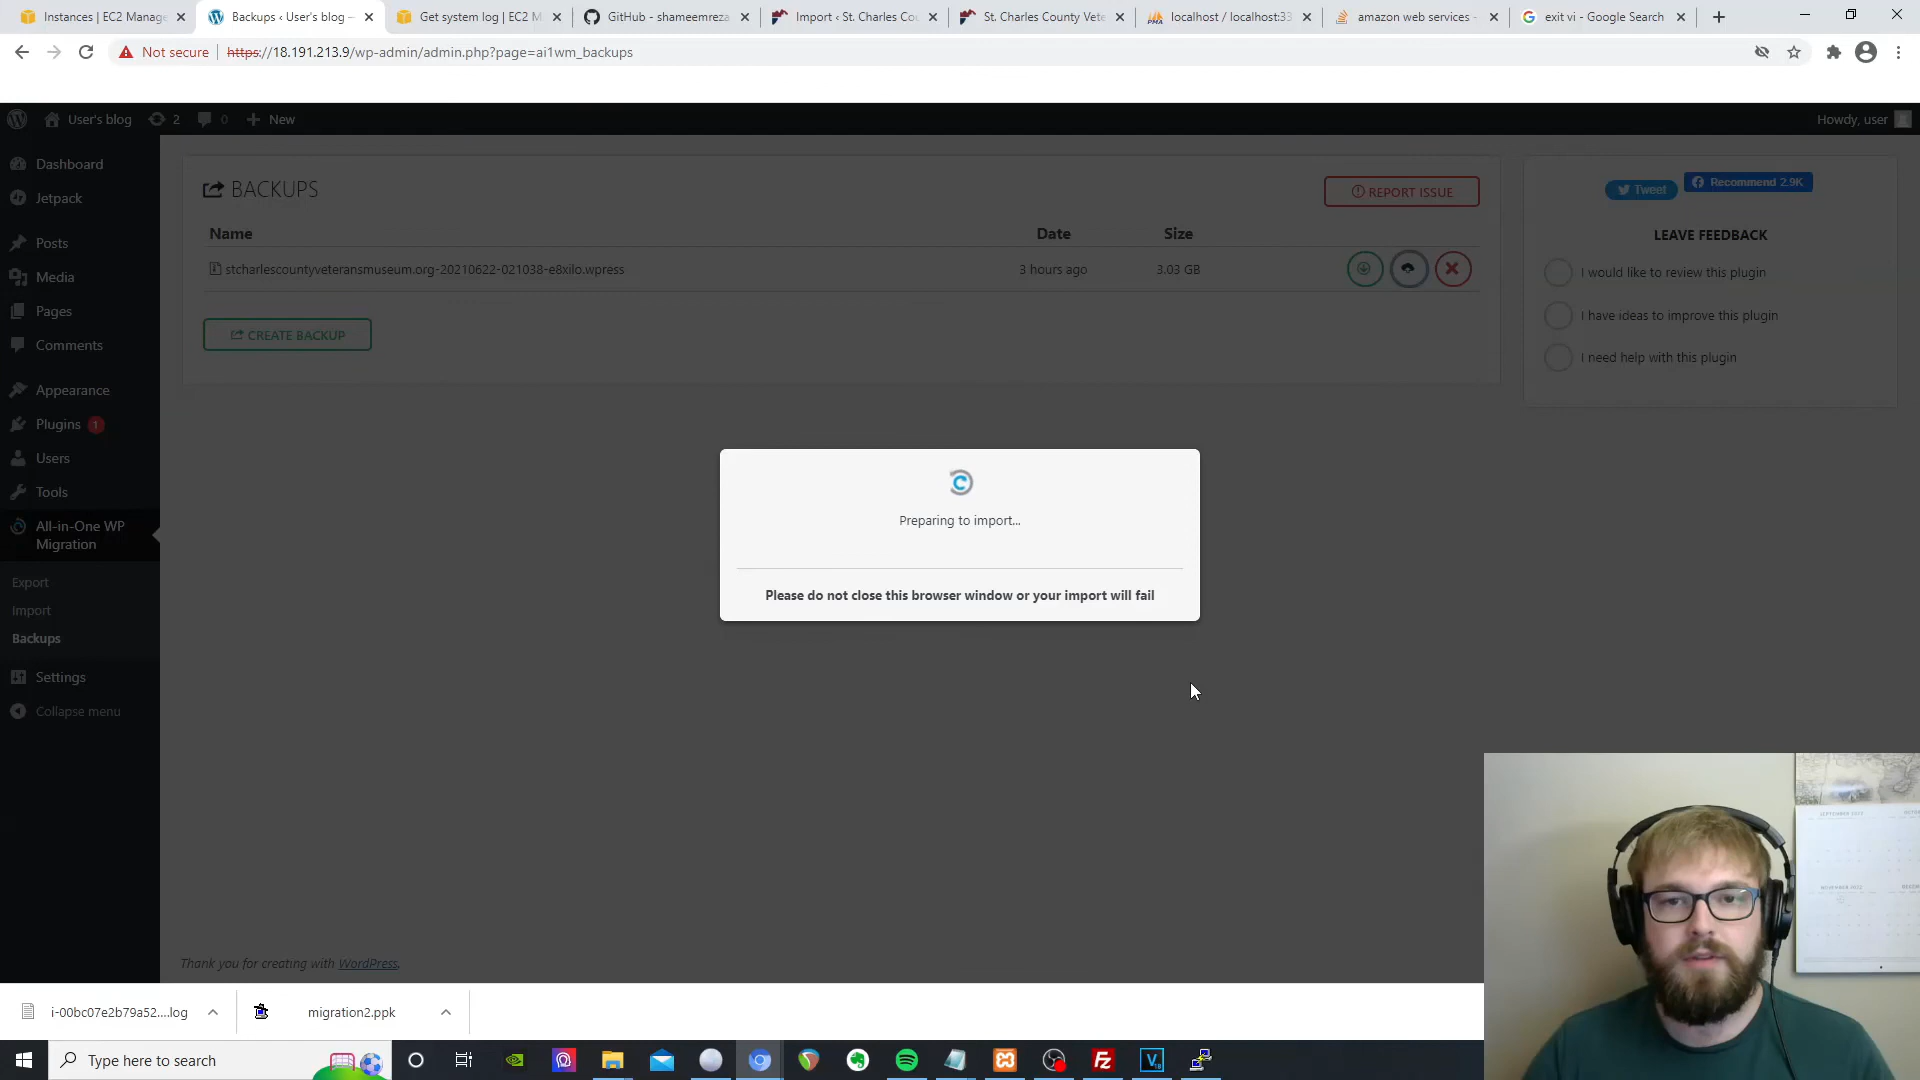 Instances | EC2 Manage
Backups ‹ User's blog —
Get system log | EC2 M
GitHub - shameemreza
Import ‹ St. Charles Cou
St. Charles County Vete
localhost / localhost:33
amazon web services -
exit vi - Google Search
Not secure
https://18.191.213.9/wp-admin/admin.php?page=ai1wm_backups
User's blog
2
0
New
Howdy, user
Dashboard
Jetpack
Posts
Media
Pages
Comments
Appearance
Plugins 1
Users
Tools
All-in-One WP
Migration
Export
Import
Backups
Settings
Collapse menu
BACKUPS
REPORT ISSUE
Name Date Size
stcharlescountyveteransmuseum.org-20210622-021038-e8xilo.wpress 3 hours ago 3.03 GB
CREATE BACKUP
Tweet
Recommend 2.9K
LEAVE FEEDBACK
I would like to review this plugin
I have ideas to improve this plugin
I need help with this plugin
Preparing to import...
Please do not close this browser window or your import will fail
Thank you for creating with WordPress.
i-00bc07e2b79a52....log
migration2.ppk
Type here to search